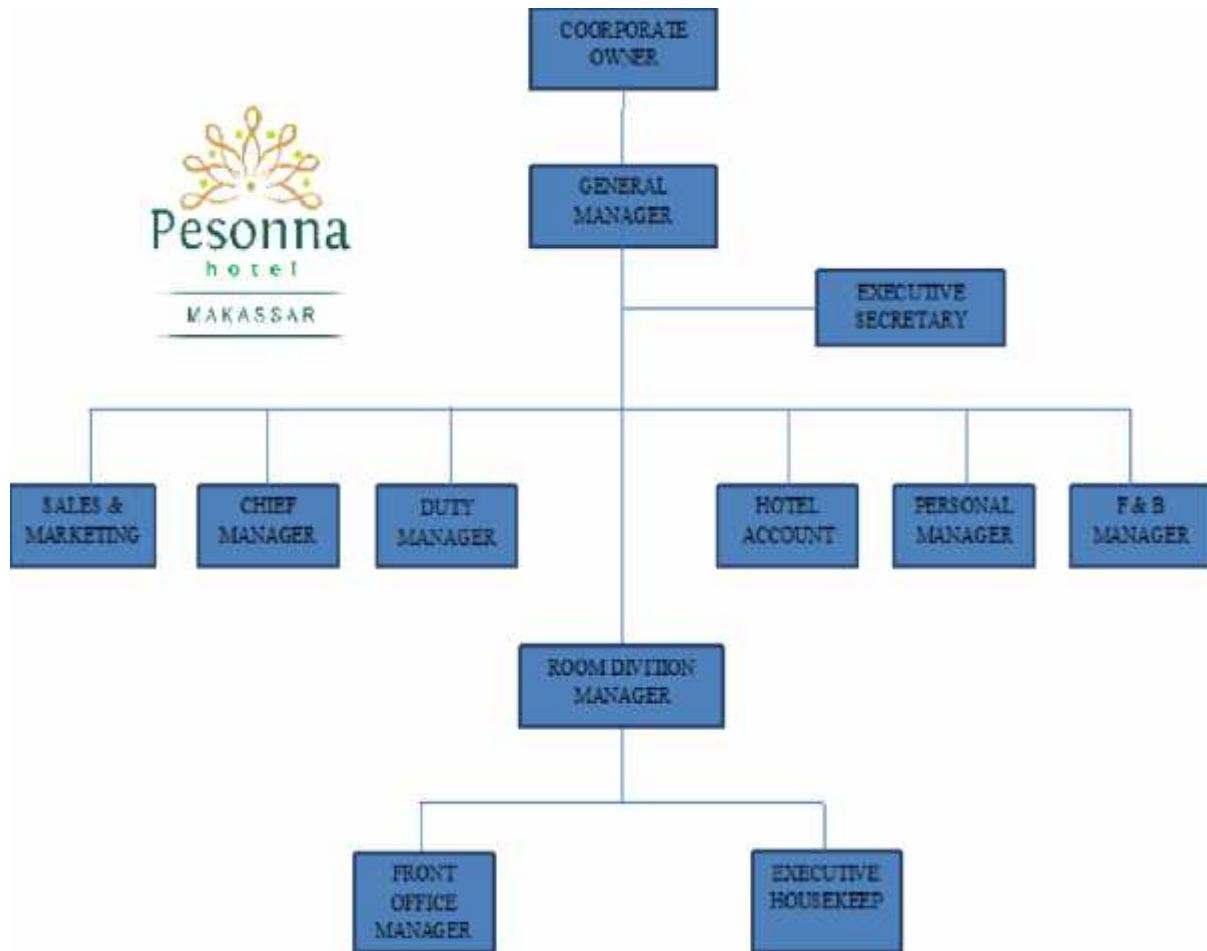 COORPORATE
OWNER
Pesonna
hotel
MAKASSAR
GENERAL
MANAGER
EXECUTIVE
SECRETARY
SALES &
MARKETING
CHIEF
MANAGER
DUTY
MANAGER
HOTEL
ACCOUNT
PERSONAL
MANAGER
F & B
MANAGER
ROOM DIVITION
MANAGER
FRONT
OFFICE
MANAGER
EXECUTIVE
HOUSEKEEP